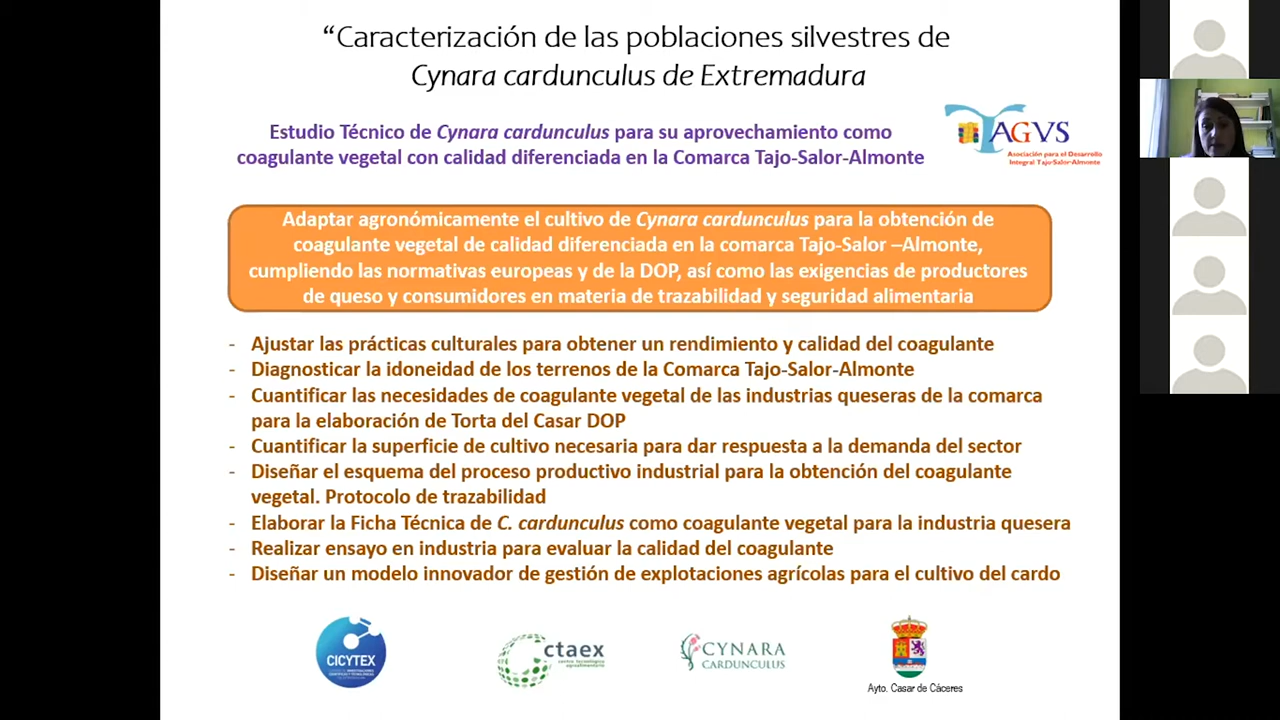 “Caracterización de las poblaciones silvestres de
Cynara cardunculus de Extremadura
Estudio Técnico de Cynara cardunculus para su aprovechamiento como
coagulante vegetal con calidad diferenciada en la Comarca Tajo-Salor-Almonte
TAGUS
Asociación para el Desarrollo
Integral Tajo-Salor-Almonte
Adaptar agronómicamente el cultivo de Cynara cardunculus para la obtención de
coagulante vegetal de calidad diferenciada en la comarca Tajo-Salor –Almonte,
cumpliendo las normativas europeas y de la DOP, así como las exigencias de productores
de queso y consumidores en materia de trazabilidad y seguridad alimentaria
- Ajustar las prácticas culturales para obtener un rendimiento y calidad del coagulante
- Diagnosticar la idoneidad de los terrenos de la Comarca Tajo-Salor-Almonte
- Cuantificar las necesidades de coagulante vegetal de las industrias queseras de la comarca
para la elaboración de Torta del Casar DOP
- Cuantificar la superficie de cultivo necesaria para dar respuesta a la demanda del sector
- Diseñar el esquema del proceso productivo industrial para la obtención del coagulante
vegetal. Protocolo de trazabilidad
- Elaborar la Ficha Técnica de C. cardunculus como coagulante vegetal para la industria quesera
- Realizar ensayo en industria para evaluar la calidad del coagulante
- Diseñar un modelo innovador de gestión de explotaciones agrícolas para el cultivo del cardo
CICYTEX
ctaex
centro tecnológico
agroalimentario
CYNARA
CARDUNCULUS
Ayto. Casar de Cáceres